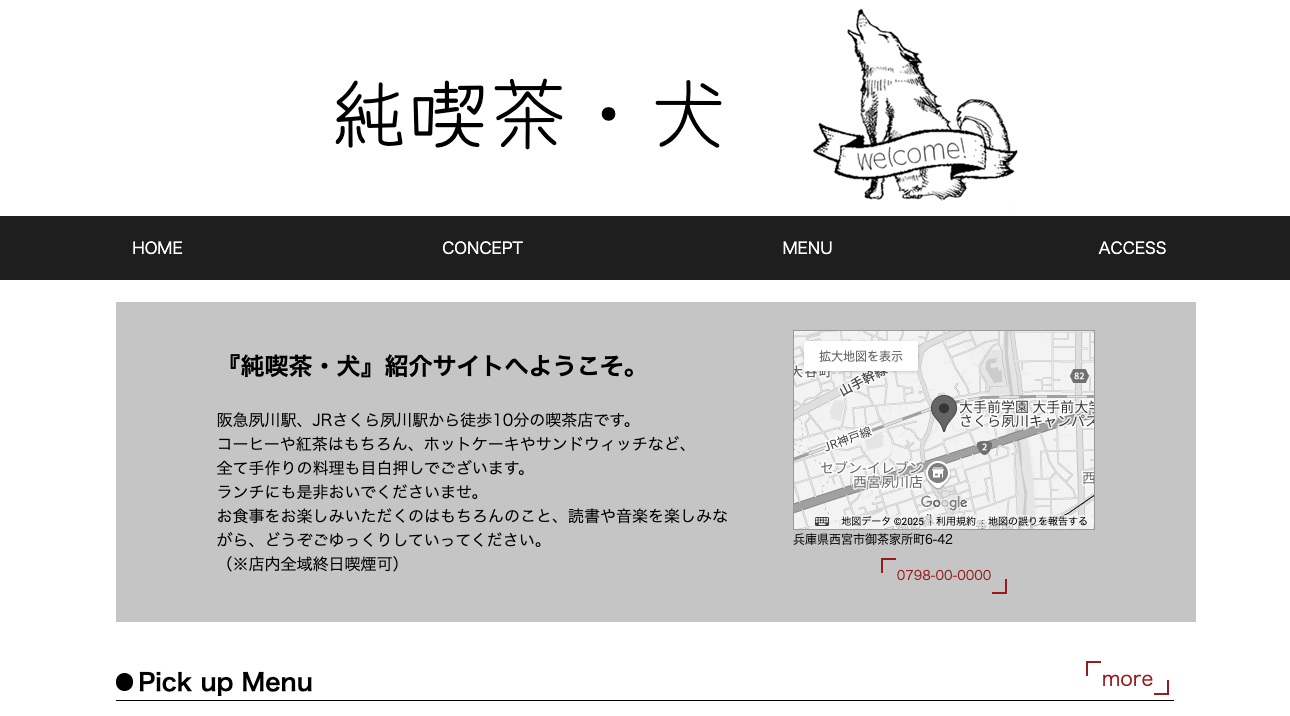 純喫茶・犬
welcome!
HOME
CONCEPT
MENU
ACCESS
『純喫茶・犬』紹介サイトへようこそ。
阪急夙川駅、JRさくら夙川駅から徒歩10分の喫茶店です。
コーヒーや紅茶はもちろん、ホットケーキやサンドウィッチなど、
全て手作りの料理も目白押しでございます。
ランチにも是非おいでくださいませ。
お食事をお楽しみいただくのはもちろんのこと、読書や音楽を楽しみな
がら、どうぞごゆっくりしていってください。
（※店内全域終日喫煙可）
拡大地図を表示
大谷町
山手幹線
82
大手前学園 大手前大学
さくら夙川キャンパス
JR神戸線
2
セブン-イレブン
西宮夙川店
西
Google
地図データ ©2025
利用規約
地図の誤りを報告する
兵庫県西宮市御茶家所町6-42
0798-00-0000
●Pick up Menu
more